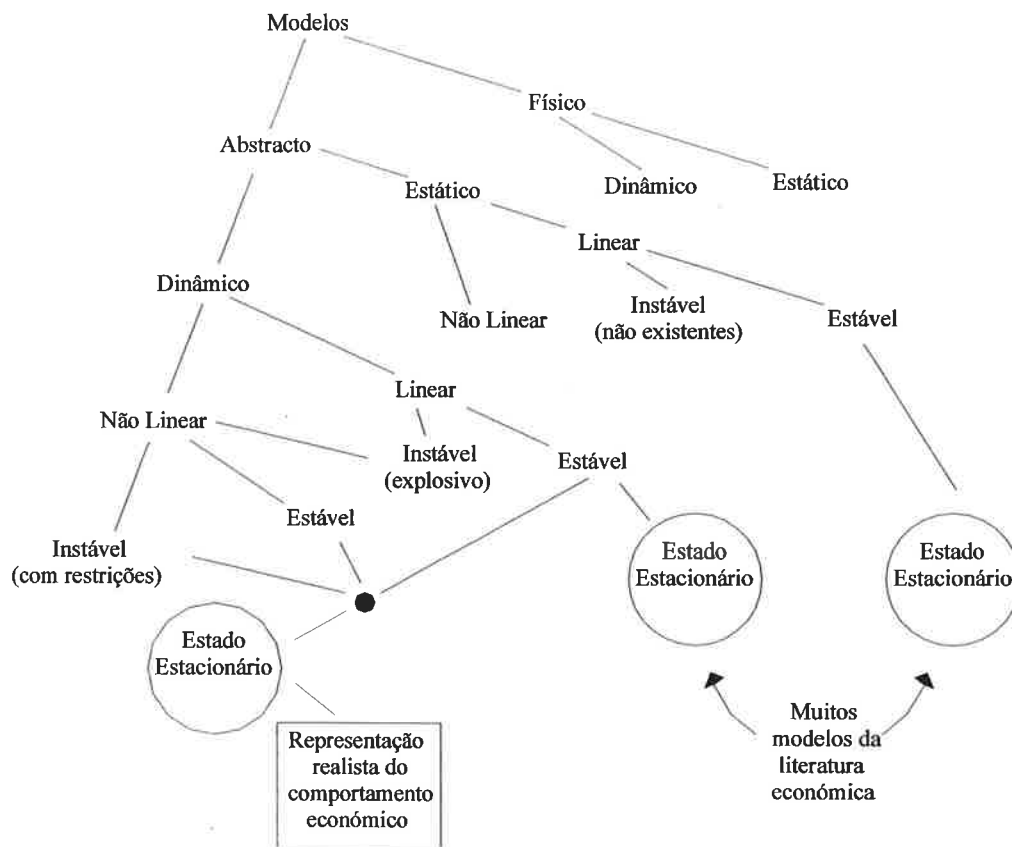 Modelos
Físico
Abstracto
Dinâmico
Estático
Estático
Linear
Dinâmico
Não Linear
Instável
(não existentes)
Estável
Linear
Não Linear
Instável
(explosivo)
Estável
Estável
Instável
(com restrições)
Estado
Estacionário
Estado
Estacionário
Estado
Estacionário
Muitos
modelos da
literatura
económica
Representação
realista do
comportamento
económico